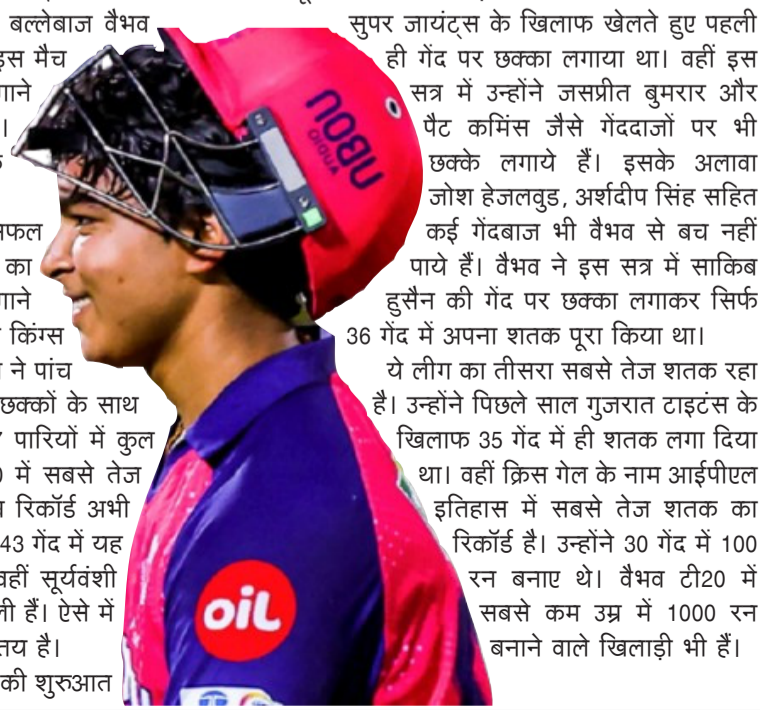 बल्लेबाज वैभव
इस मैच
गाने
।
सफल
का
गाने
किंग्स
ने पांच
छक्कों के साथ
पारियों में कुल
में सबसे तेज
रिकॉर्ड अभी
43 गेंद में यह
वहीं सूर्यवंशी
ली हैं। ऐसे में
तय है।
की शुरुआत
सुपर जायंट्स के खिलाफ खेलते हुए पहली
ही गेंद पर छक्का लगाया था। वहीं इस
सत्र में उन्होंने जसप्रीत बुमरार और
पैट कमिंस जैसे गेंददाजों पर भी
छक्के लगाये हैं। इसके अलावा
जोश हेजलवुड, अर्शदीप सिंह सहित
कई गेंदबाज भी वैभव से बच नहीं
पाये हैं। वैभव ने इस सत्र में साकिब
हुसैन की गेंद पर छक्का लगाकर सिर्फ
36 गेंद में अपना शतक पूरा किया था।
ये लीग का तीसरा सबसे तेज शतक रहा
है। उन्होंने पिछले साल गुजरात टाइटंस के
खिलाफ 35 गेंद में ही शतक लगा दिया
था। वहीं क्रिस गेल के नाम आईपीएल
इतिहास में सबसे तेज शतक का
रिकॉर्ड है। उन्होंने 30 गेंद में 100
रन बनाए थे। वैभव टी20 में
सबसे कम उम्र में 1000 रन
बनाने वाले खिलाड़ी भी हैं।
oiL